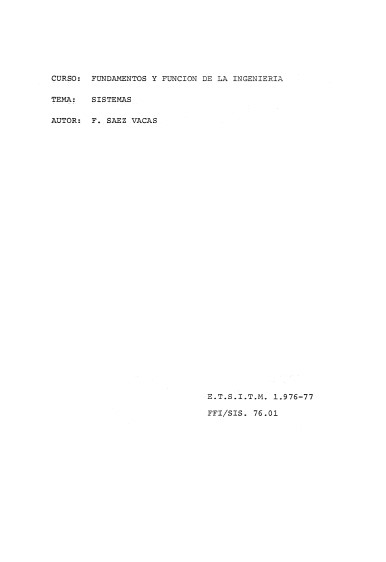 CURSO: FUNDAMENTOS Y FUNCION DE LA INGENIERIA
TEMA: SISTEMAS
AUTOR: F. SAEZ VACAS
E.T.S.I.T.M. 1.976-77
FFI/SIS. 76.01